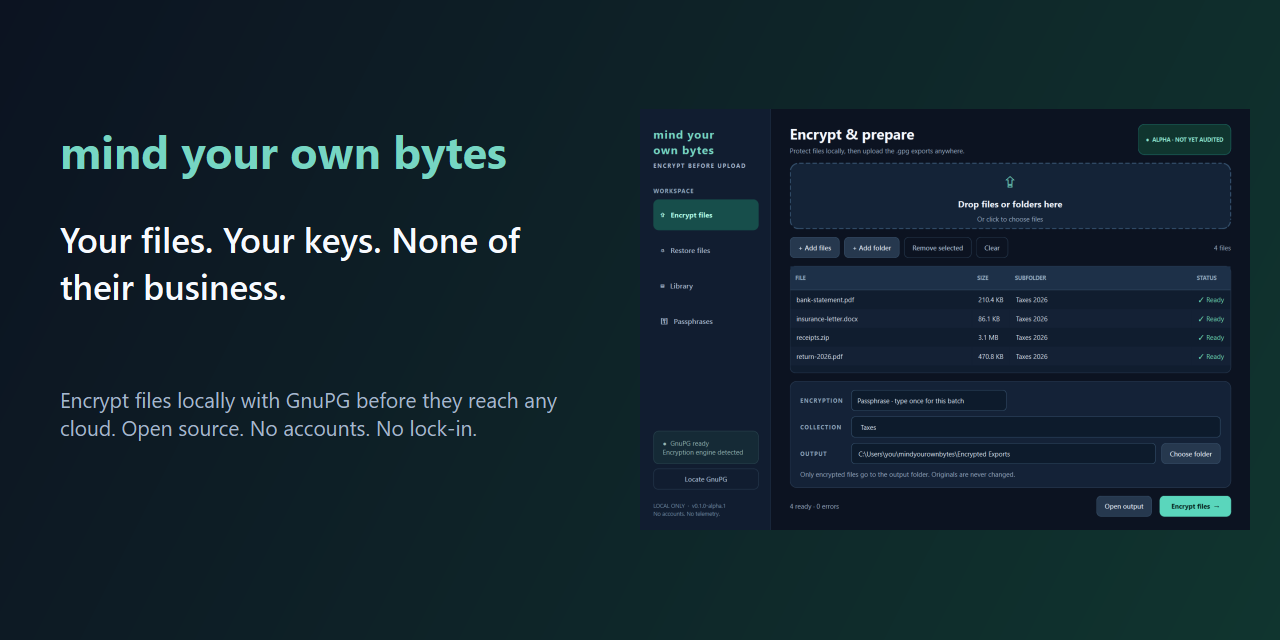 mind your own bytes
Your files. Your keys. None of
their business.
Encrypt files locally with GnuPG before they reach any
cloud. Open source. No accounts. No lock-in.
mind your
own bytes
ENCRYPT BEFORE UPLOAD
WORKSPACE
Encrypt files
Restore files
Library
Passphrases
● GnuPG ready
Encryption engine detected
Locate GnuPG
LOCAL ONLY · v0.1.0-alpha.1
No accounts. No telemetry.
Encrypt & prepare
Protect files locally, then upload the .gpg exports anywhere.
● ALPHA · NOT YET AUDITED
Drop files or folders here
Or click to choose files
+ Add files + Add folder Remove selected Clear 4 files
FILE SIZE SUBFOLDER STATUS
bank-statement.pdf 210.4 KB Taxes 2026 ✓ Ready
insurance-letter.docx 86.1 KB Taxes 2026 ✓ Ready
receipts.zip 3.1 MB Taxes 2026 ✓ Ready
return-2026.pdf 470.8 KB Taxes 2026 ✓ Ready
ENCRYPTION Passphrase · type once for this batch
COLLECTION Taxes
OUTPUT C:\Users\you\mindyourownbytes\Encrypted Exports Choose folder
Only encrypted files go to the output folder. Originals are never changed.
4 ready · 0 errors Open output Encrypt files →